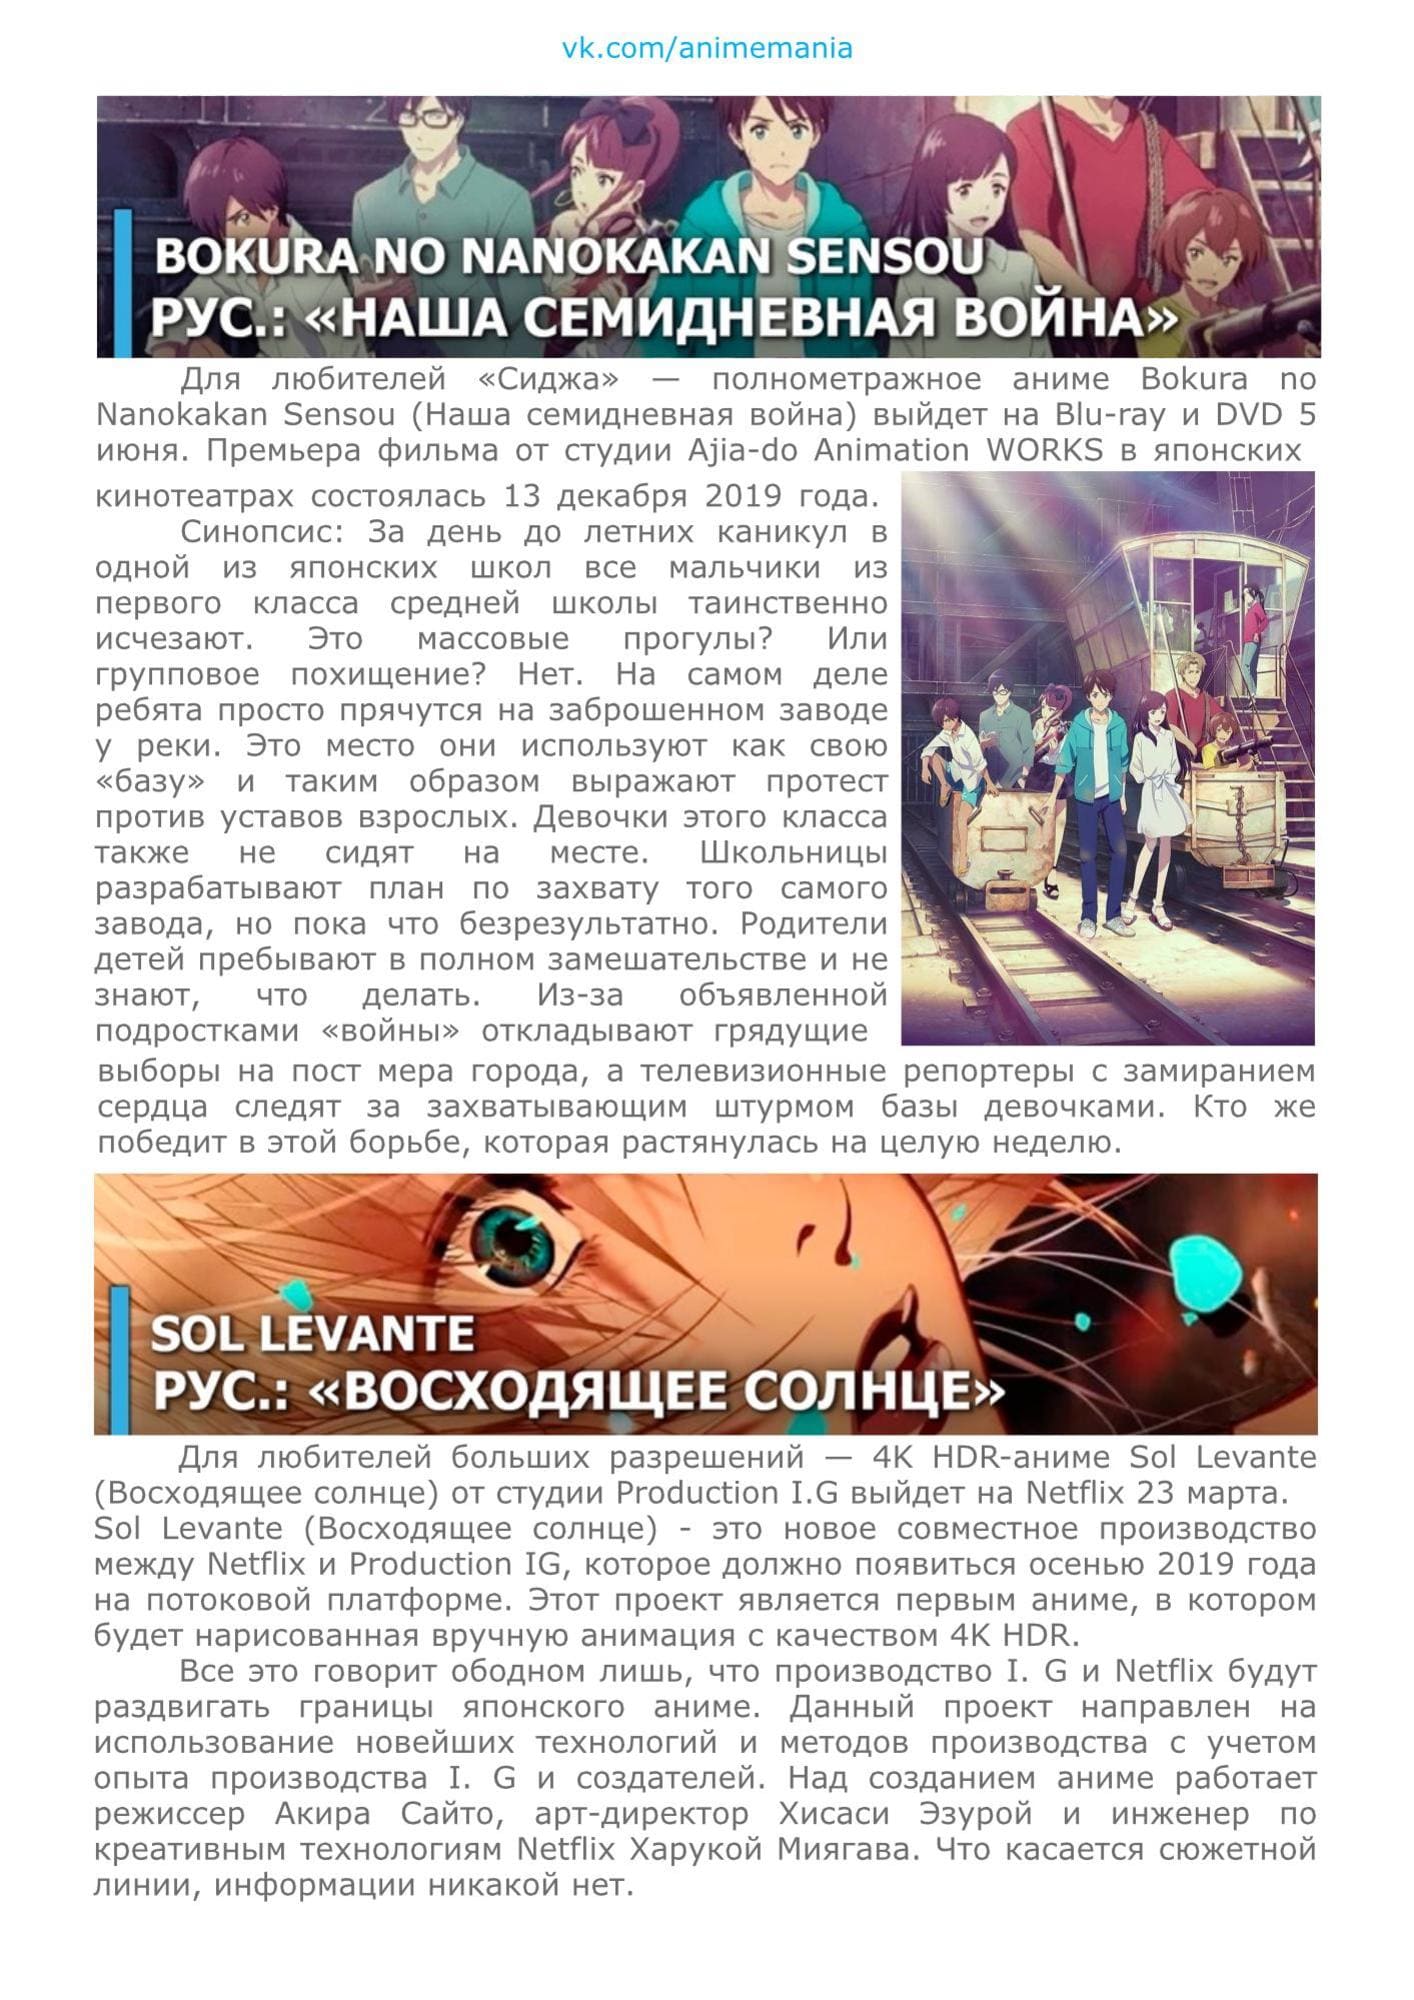 vk.com/animemania
BOKURA NO NANOKAKAN SENSOU
РУС.: «НАША СЕМИДНЕВНАЯ ВОЙНА»
Для любителей «Сиджа» — полнометражное аниме Bokura no
Nanokakan Sensou (Наша семидневная война) выйдет на Blu-ray и DVD 5
июня. Премьера фильма от студии Ajia-do Animation WORKS в японских
кинотеатрах состоялась 13 декабря 2019 года.
Синопсис: За день до летних каникул в
одной из японских школ все мальчики из
первого класса средней школы таинственно
исчезают. Это массовые прогулы? Или
групповое похищение? Нет. На самом деле
ребята просто прячутся на заброшенном заводе
у реки. Это место они используют как свою
«базу» и таким образом выражают протест
против уставов взрослых. Девочки этого класса
также не сидят на месте. Школьницы
разрабатывают план по захвату того самого
завода, но пока что безрезультатно. Родители
детей пребывают в полном замешательстве и не
знают, что делать. Из-за объявленной
подростками «войны» откладывают грядущие
выборы на пост мера города, а телевизионные репортеры с замиранием
сердца следят за захватывающим штурмом базы девочками. Кто же
победит в этой борьбе, которая растянулась на целую неделю.
SOL LEVANTE
РУС.: «ВОСХОДЯЩЕЕ СОЛНЦЕ»
Для любителей больших разрешений — 4K HDR-аниме Sol Levante
(Восходящее солнце) от студии Production I.G выйдет на Netflix 23 марта.
Sol Levante (Восходящее солнце) - это новое совместное производство
между Netflix и Production IG, которое должно появиться осенью 2019 года
на потоковой платформе. Этот проект является первым аниме, в котором
будет нарисованная вручную анимация с качеством 4K HDR.
Все это говорит ободном лишь, что производство I. G и Netflix будут
раздвигать границы японского аниме. Данный проект направлен на
использование новейших технологий и методов производства с учетом
опыта производства I. G и создателей. Над созданием аниме работает
режиссер Акира Сайто, арт-директор Хисаси Эзурой и инженер по
креативным технологиям Netflix Харукой Миягава. Что касается сюжетной
линии, информации никакой нет.